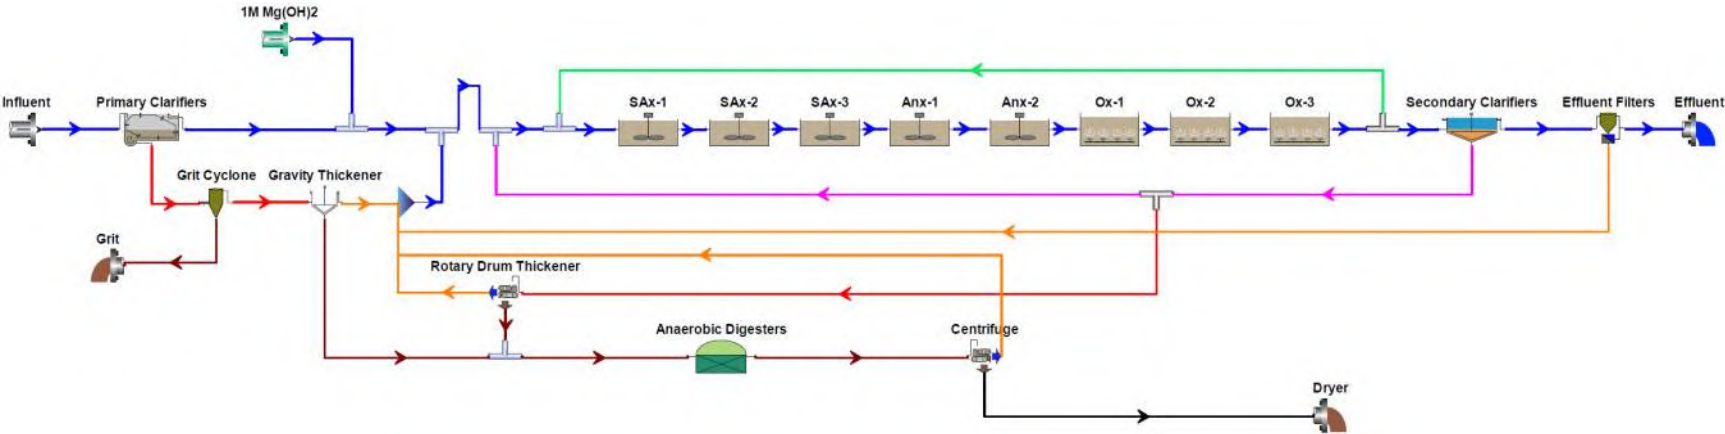 1M Mg(OH)2
Influent
Primary Clarifiers
SAx-1
SAx-2
SAx-3
Anx-1
Anx-2
Ox-1
Ox-2
Ox-3
Secondary Clarifiers
Effluent Filters
Effluent
Grit Cyclone
Gravity Thickener
Grit
Rotary Drum Thickener
Anaerobic Digesters
Centrifuge
Dryer